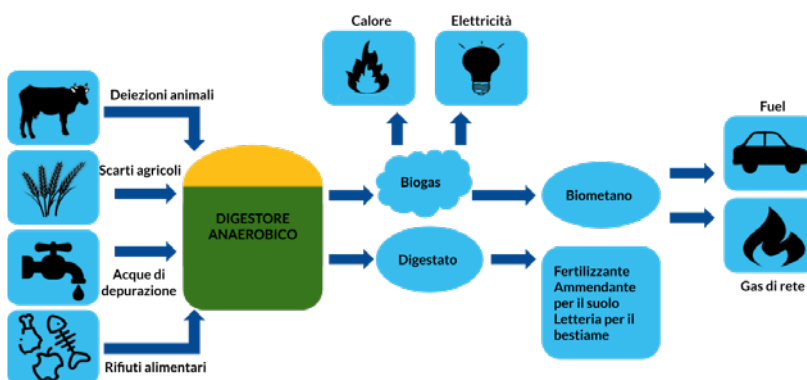 Calore
Elettricità
Deiezioni animali
Scarti agricoli
Acque di
depurazione
Rifiuti alimentari
DIGESTORE
ANAEROBICO
Biogas
Digestato
Biometano
Fertilizzante
Ammendante
per il suolo
Letteria per il
bestiame
Fuel
Gas di rete